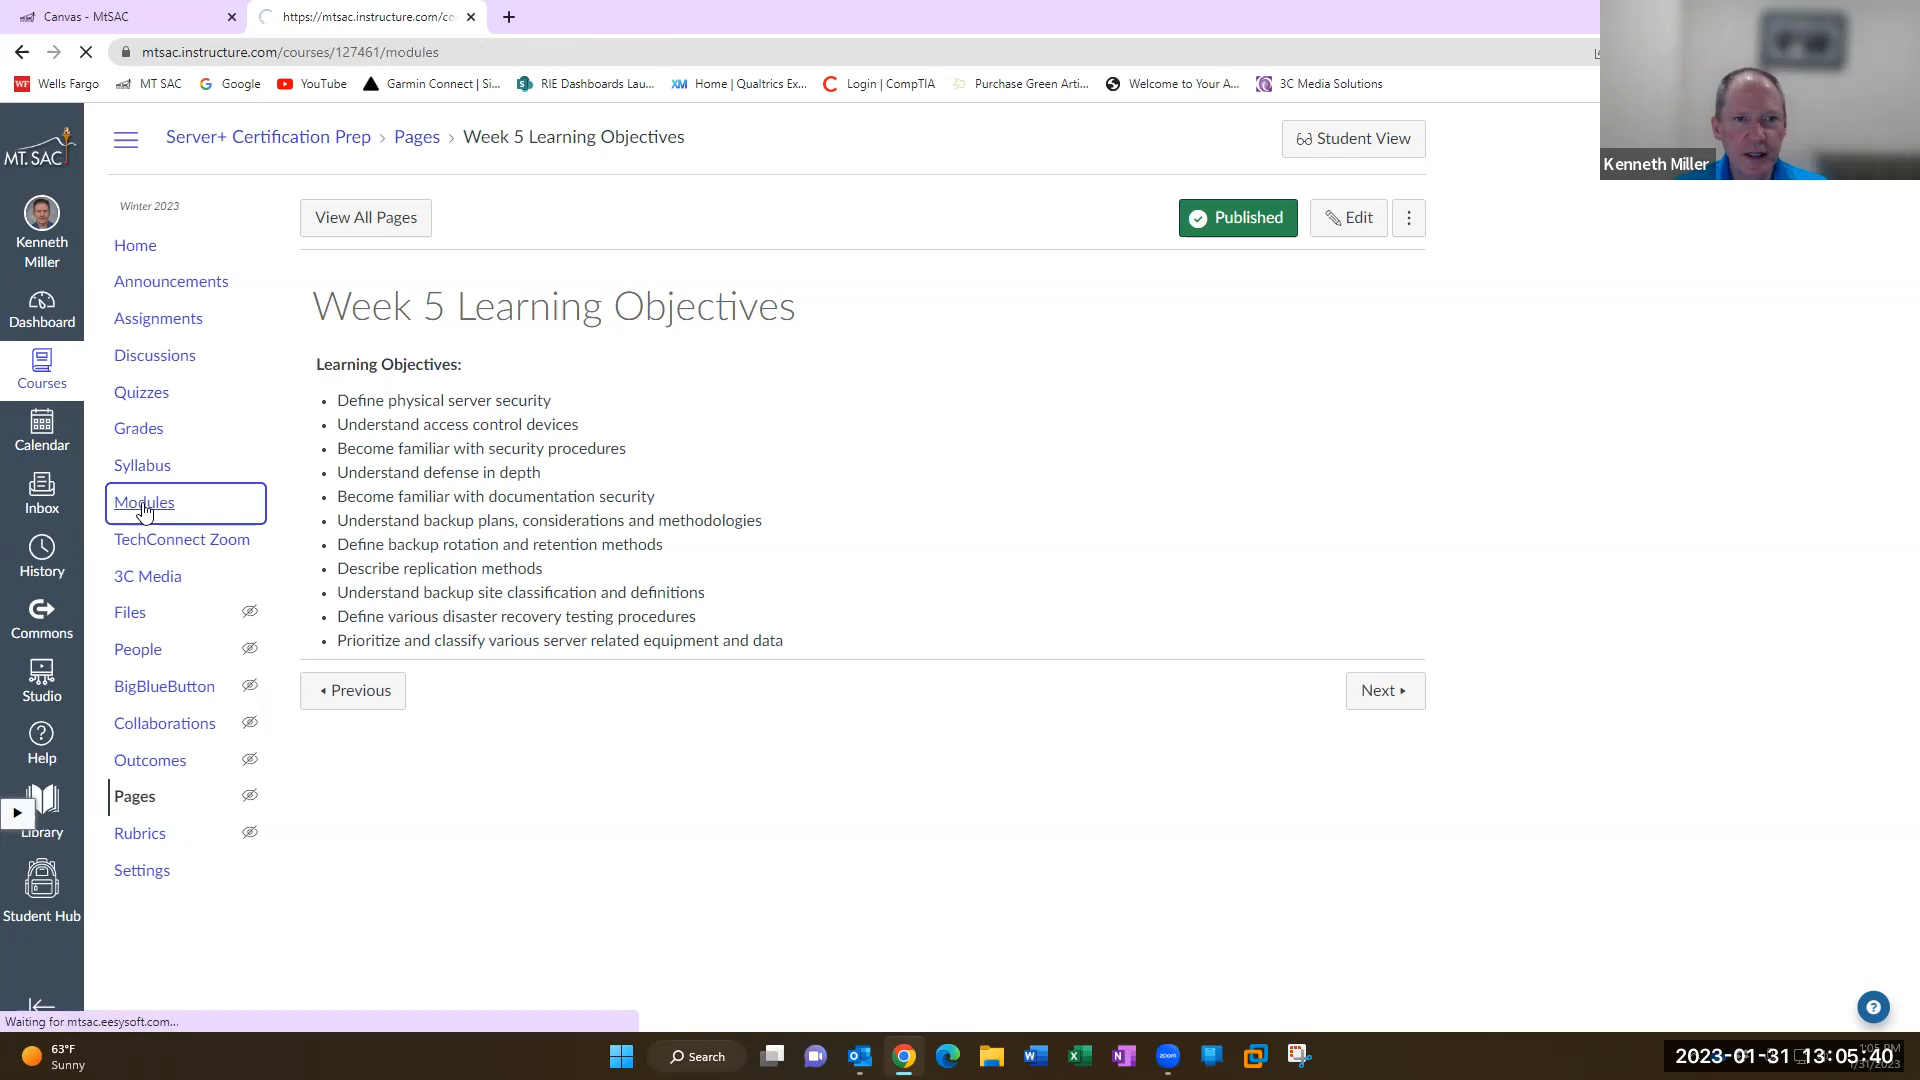 Canvas - MtSAC
https://mtsac.instructure.com/co
mtsac.instructure.com/courses/127461/modules
WF Wells Fargo
MT SAC
Google
YouTube
Garmin Connect | Si...
RIE Dashboards Lau...
XM Home | Qualtrics Ex...
Login | CompTIA
Purchase Green Arti...
Welcome to Your A...
3C Media Solutions
Kenneth Miller
MT. SAC
Kenneth
Miller
Dashboard
Courses
Calendar
Inbox
History
Commons
Studio
Help
Library
Student Hub
Server+ Certification Prep › Pages › Week 5 Learning Objectives
Student View
Winter 2023
Home
Announcements
Assignments
Discussions
Quizzes
Grades
Syllabus
Modules
TechConnect Zoom
3C Media
Files
People
BigBlueButton
Collaborations
Outcomes
Pages
Rubrics
Settings
View All Pages
Published
Edit
Week 5 Learning Objectives
Learning Objectives:
• Define physical server security
• Understand access control devices
• Become familiar with security procedures
• Understand defense in depth
• Become familiar with documentation security
• Understand backup plans, considerations and methodologies
• Define backup rotation and retention methods
• Describe replication methods
• Understand backup site classification and definitions
• Define various disaster recovery testing procedures
• Prioritize and classify various server related equipment and data
Previous
Next
Waiting for mtsac.eesysoft.com...
63°F
Sunny
Search
zoom
2023-01-31 13:05:40